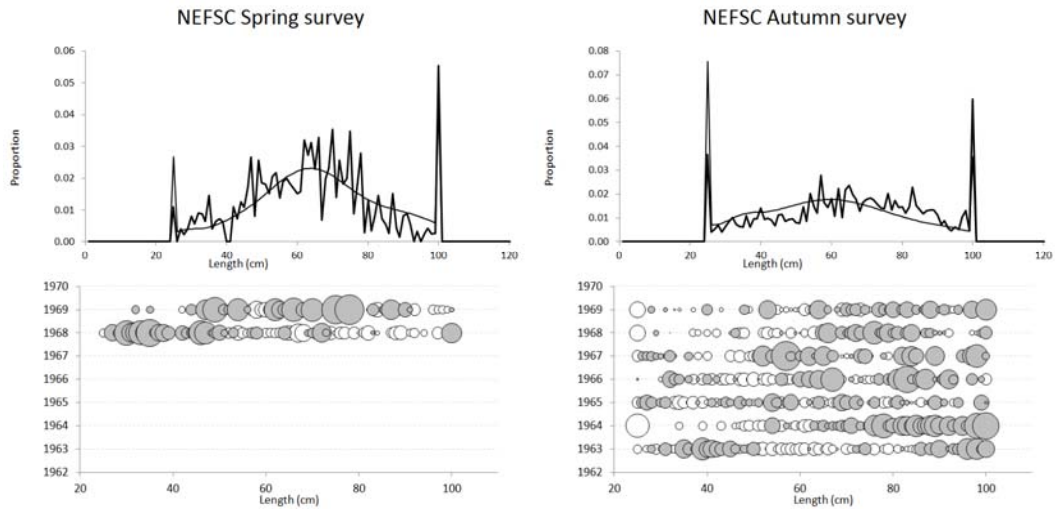 NEFSC Spring survey
NEFSC Autumn survey
0.06
0.05
0.04
0.03
0.02
0.01
0.00
Proportion
0 20 40 60 80 100 120
Length (cm)
0.08
0.07
0.06
0.05
0.04
0.03
0.02
0.01
0.00
Proportion
0 20 40 60 80 100 120
Length (cm)
1970
1969
1968
1967
1966
1965
1964
1963
1962
20 40 60 80 100
Length (cm)
1970
1969
1968
1967
1966
1965
1964
1963
1962
20 40 60 80 100
Length (cm)